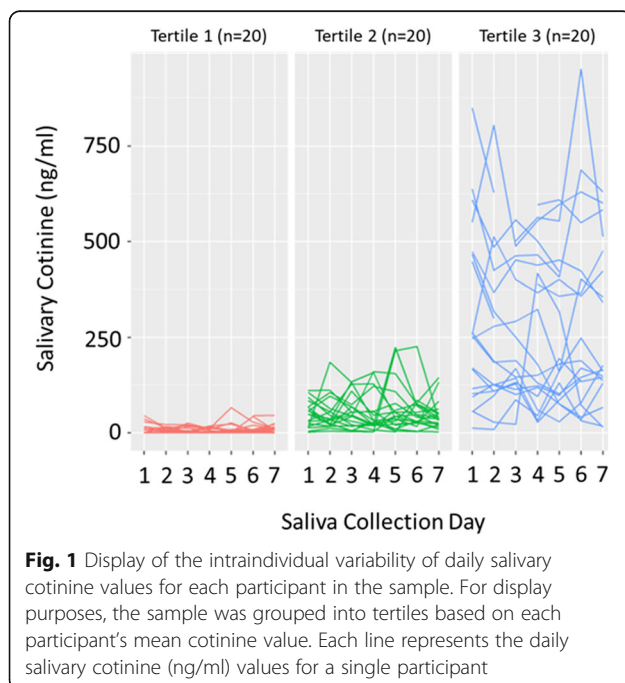 Tertile 1 (n=20) Tertile 2 (n=20) Tertile 3 (n=20)
Salivary Cotinine (ng/ml)
750
500
250
0
1 2 3 4 5 6 7 1 2 3 4 5 6 7 1 2 3 4 5 6 7
Saliva Collection Day
Fig. 1 Display of the intraindividual variability of daily salivary
cotinine values for each participant in the sample. For display
purposes, the sample was grouped into tertiles based on each
participant's mean cotinine value. Each line represents the daily
salivary cotinine (ng/ml) values for a single participant